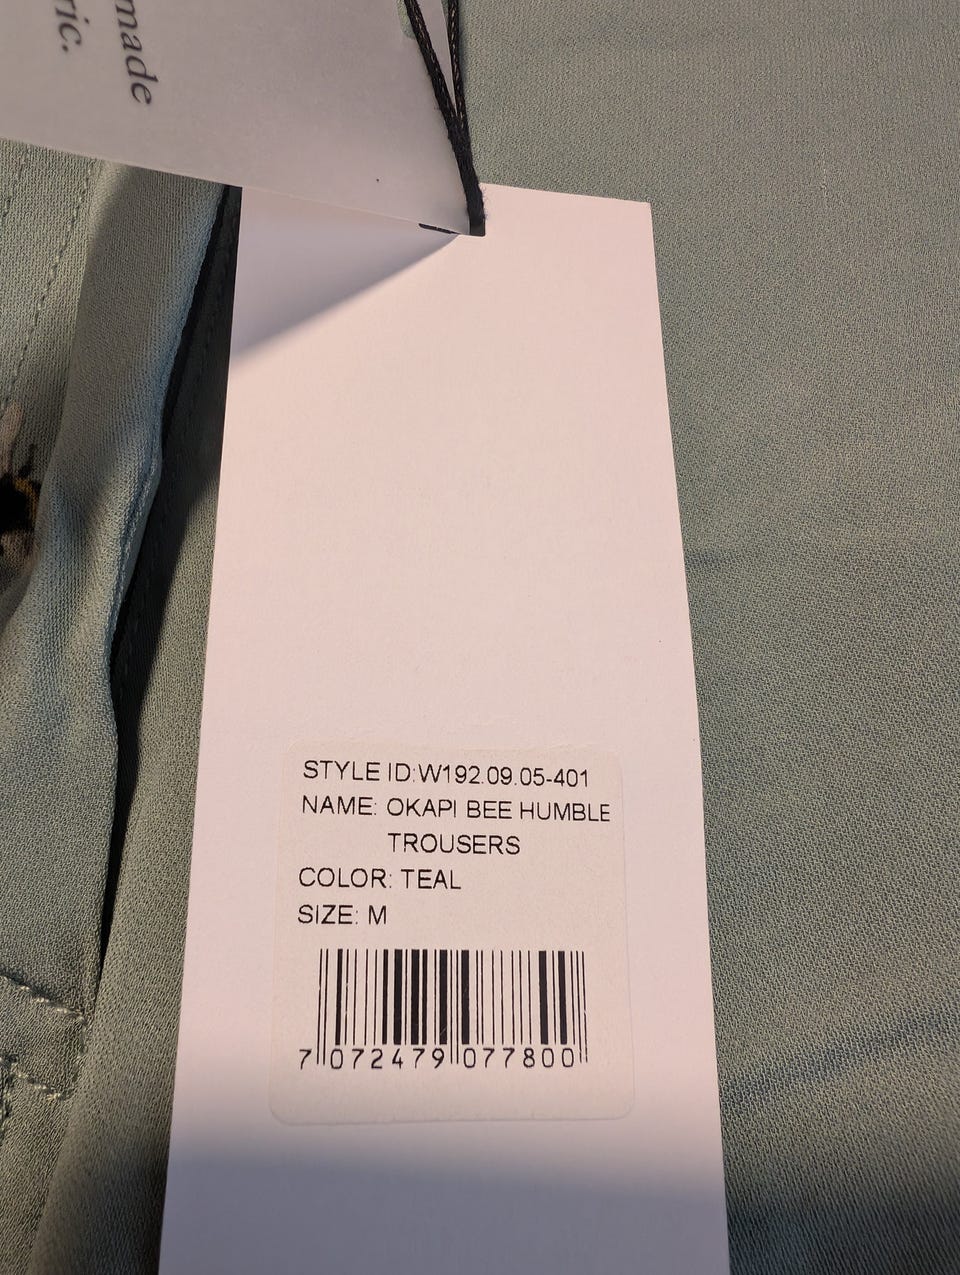 made
ric.
STYLE ID:W192.09.05-401
NAME: OKAPI BEE HUMBLE
TROUSERS
COLOR: TEAL
SIZE: M
7 072479 077800